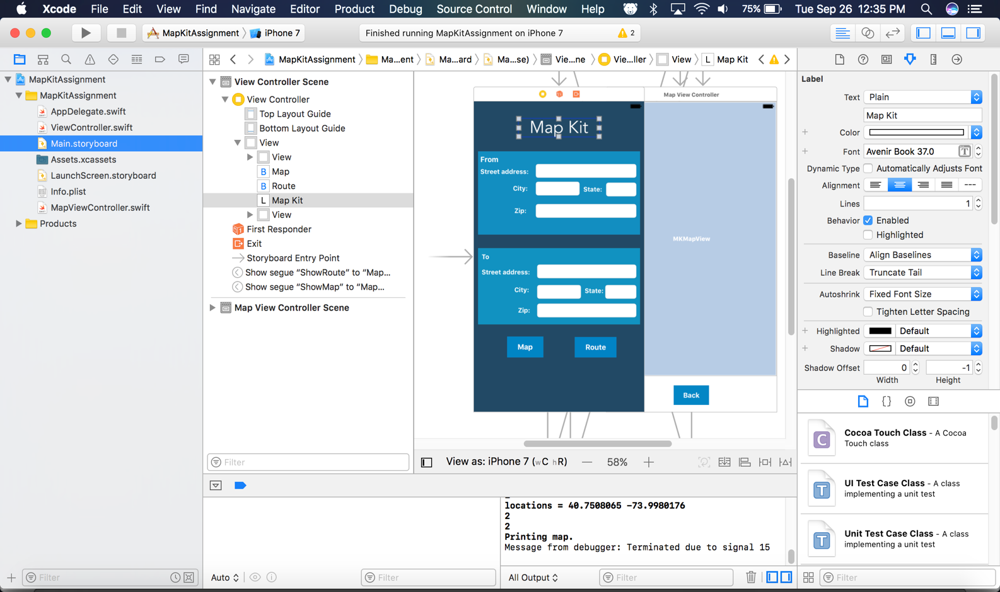 Xcode File Edit View Find Navigate Editor Product Debug Source Control Window Help 75% Tue Sep 26 12:35 PM
MapKitAssignment iPhone 7
Finished running MapKitAssignment on iPhone 7 2
MapKitAssignment
MapKitAssignment
AppDelegate.swift
ViewController.swift
Main.storyboard
Assets.xcassets
LaunchScreen.storyboard
Info.plist
MapViewController.swift
Products
Filter
MapKitAssignment Ma...ent Ma...ard Ma...se) Vie...ne Vie...ller View L Map Kit
View Controller Scene
View Controller
Top Layout Guide
Bottom Layout Guide
View
View
B Map
B Route
L Map Kit
View
First Responder
Exit
Storyboard Entry Point
Show segue “ShowRoute” to “Map...
Show segue “ShowMap” to “Map...
Map View Controller Scene
Filter
Map Kit
From
Street address:
City: State:
Zip:
To
Street address:
City: State:
Zip:
Map Route
Map View Controller
MKMapView
Back
View as: iPhone 7 (wC hR) — 58% +
Auto
Filter
locations = 40.7508065 -73.9980176
2
2
Printing map.
Message from debugger: Terminated due to signal 15
All Output
Filter
Label
Text Plain
Map Kit
Color
Font Avenir Book 37.0 T
Dynamic Type Automatically Adjusts Font
Alignment
Lines 1
Behavior Enabled
Highlighted
Baseline Align Baselines
Line Break Truncate Tail
Autoshrink Fixed Font Size
Tighten Letter Spacing
Highlighted Default
Shadow Default
Shadow Offset 0 -1
Width Height
{}
C
Cocoa Touch Class - A Cocoa
Touch class
T
UI Test Case Class - A class
implementing a unit test
T
Unit Test Case Class - A class
implementing a unit test
Filter